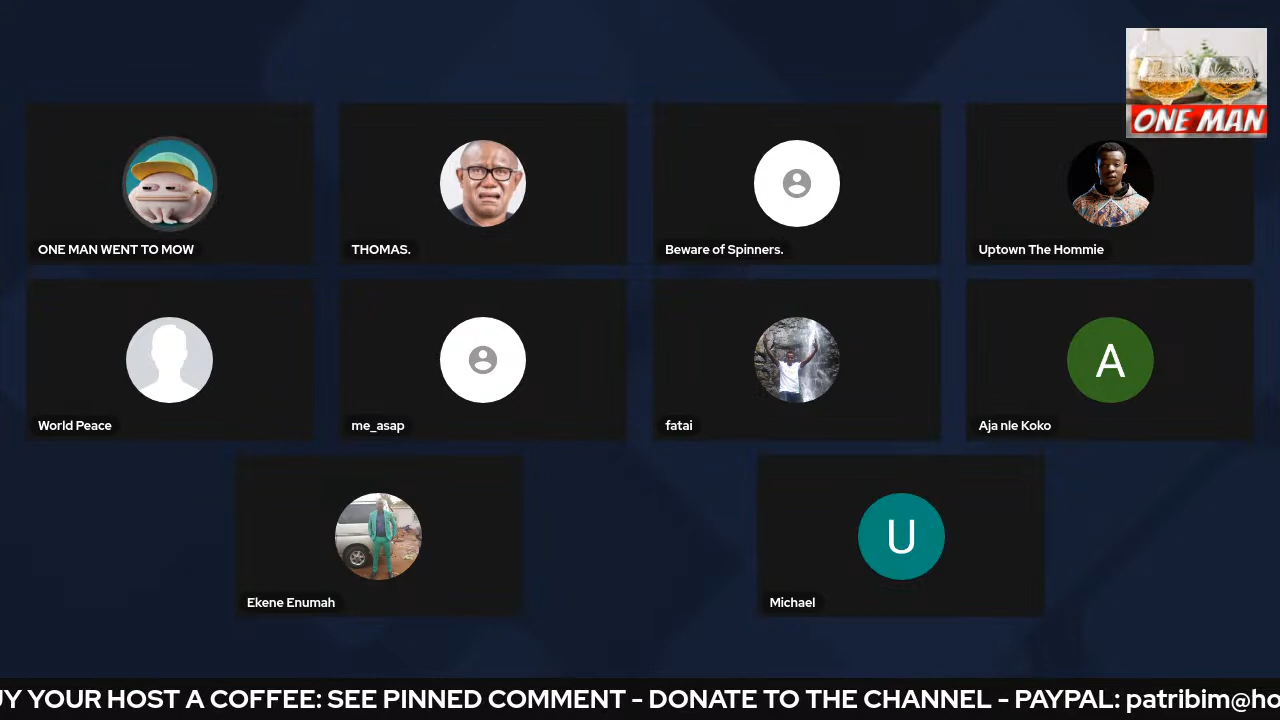 ONE MAN
ONE MAN WENT TO MOW
THOMAS.
Beware of Spinners.
Uptown The Hommie
World Peace
me_asap
fatai
A
Aja nle Koko
Ekene Enumah
U
Michael
YOUR HOST A COFFEE: SEE PINNED COMMENT - DONATE TO THE CHANNEL - PAYPAL: patribim@ho